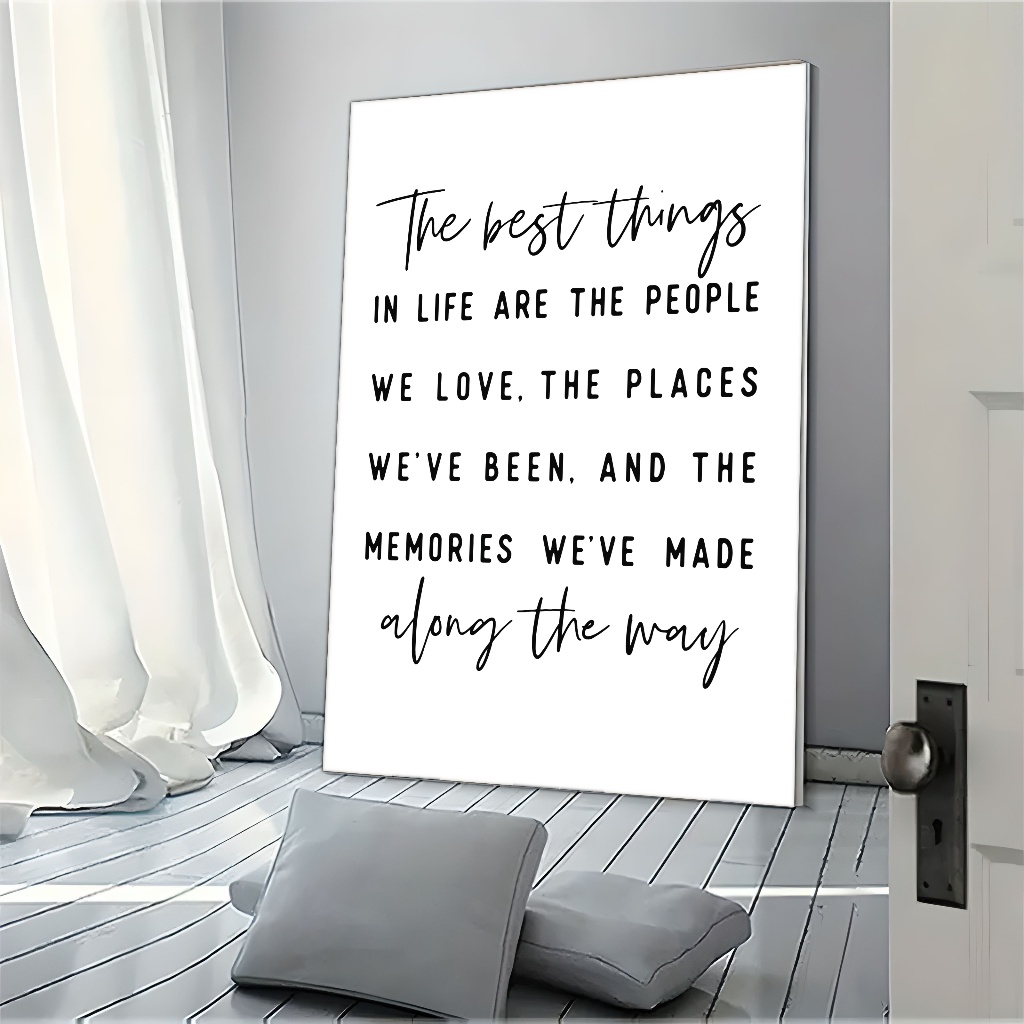 The best things
IN LIFE ARE THE PEOPLE
WE LOVE, THE PLACES
WE'VE BEEN, AND THE
MEMORIES WE'VE MADE
along the way